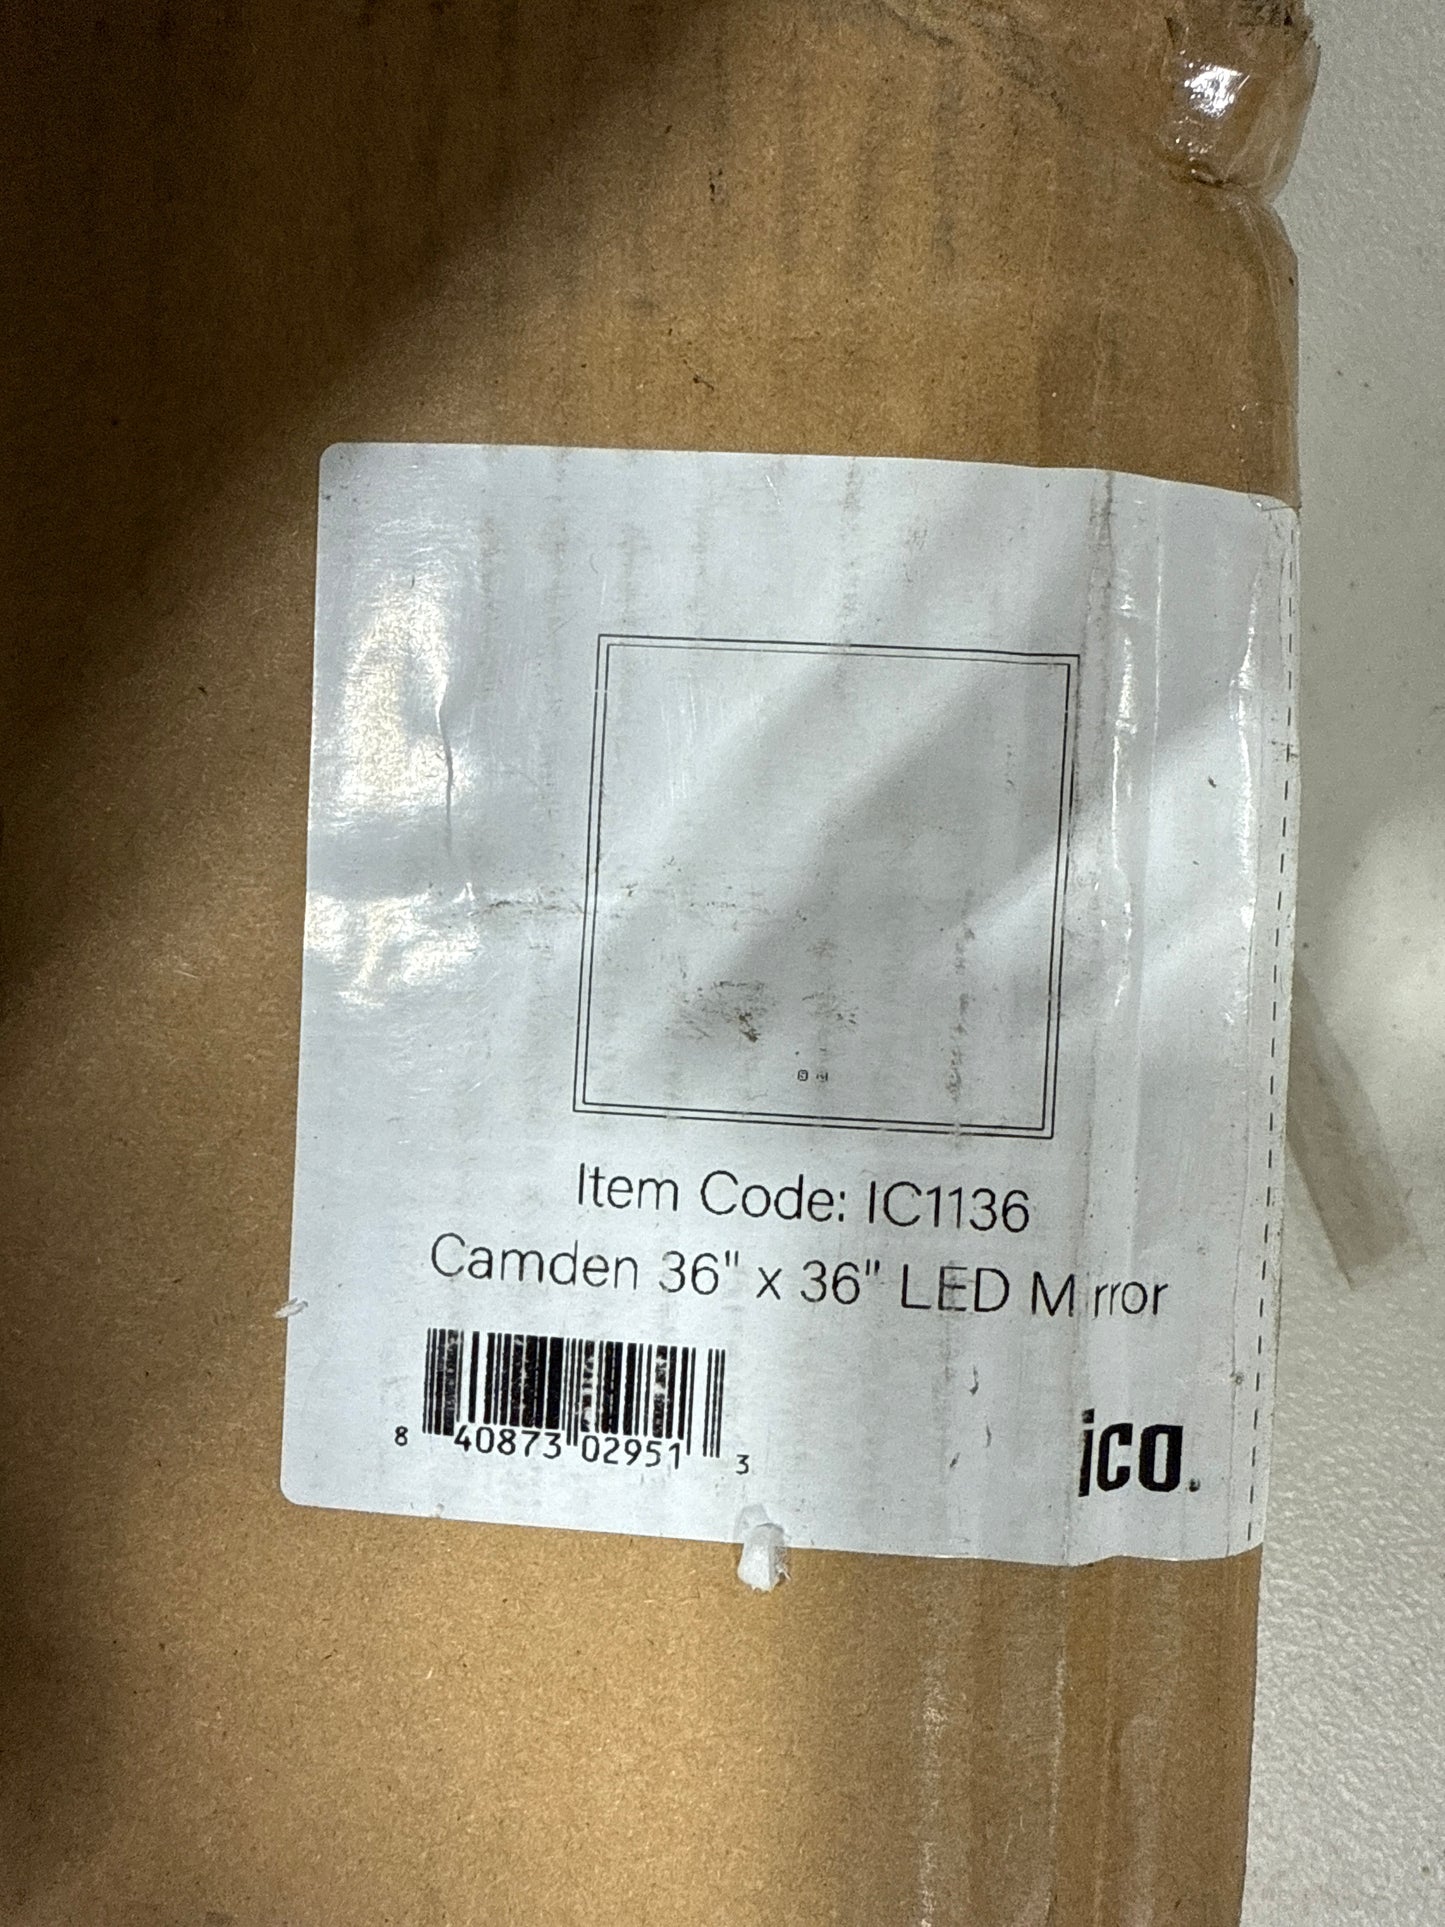 Item Code: IC1136
Camden 36" x 36" LED Mirror
8 40873 02951 3
ico.